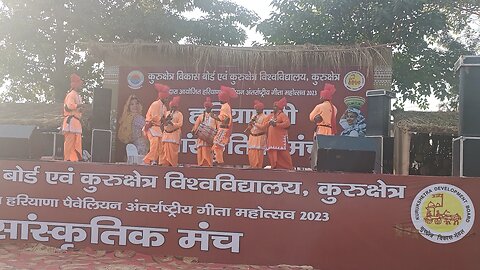 कुरुक्षेत्र विकास बोर्ड एवं कुरुक्षेत्र विश्वविद्यालय, कुरुक्षेत्र
द्वारा आयोजित हरियाणा पैवेलियन
अंतर्राष्ट्रीय गीता महोत्सव 2023
बोर्ड एवं कुरुक्षेत्र विश्वविद्यालय, कुरुक्षेत्र
हरियाणा पैवेलियन अंतर्राष्ट्रीय गीता महोत्सव 2023
सांस्कृतिक मंच
KURUKSHETRA DEVELOPMENT BOARD
कुरुक्षेत्र विकास बोर्ड